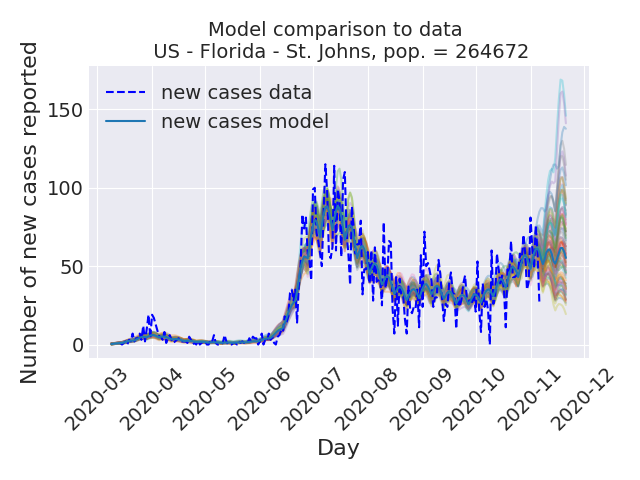 Model comparison to data
US - Florida - St. Johns, pop. = 264672
Number of new cases reported
150
100
50
0
new cases data
new cases model
2020-03
2020-04
2020-05
2020-06
2020-07
2020-08
2020-09
2020-10
2020-11
2020-12
Day